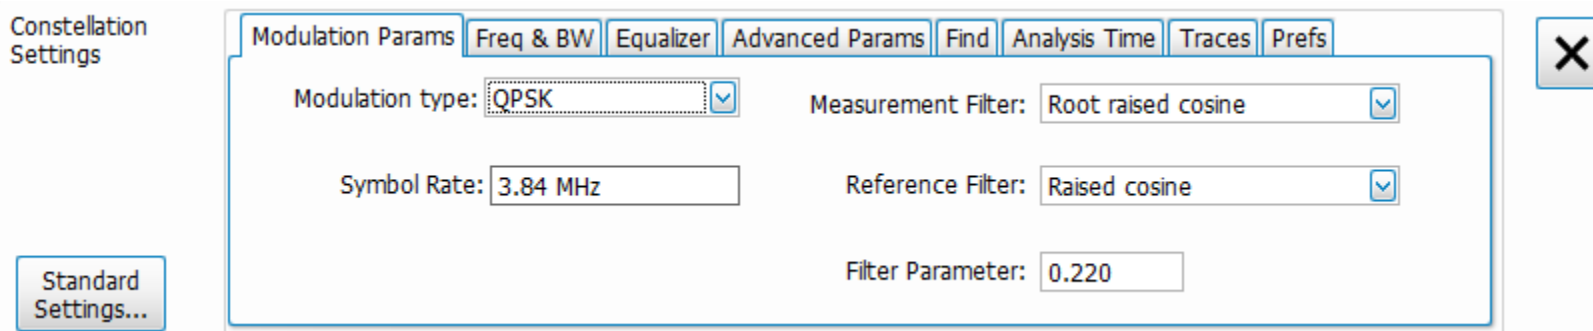 Constellation
Settings
Modulation Params Freq & BW Equalizer Advanced Params Find Analysis Time Traces Prefs
Modulation type: QPSK
Measurement Filter: Root raised cosine
Symbol Rate: 3.84 MHz
Reference Filter: Raised cosine
Filter Parameter: 0.220
Standard
Settings...